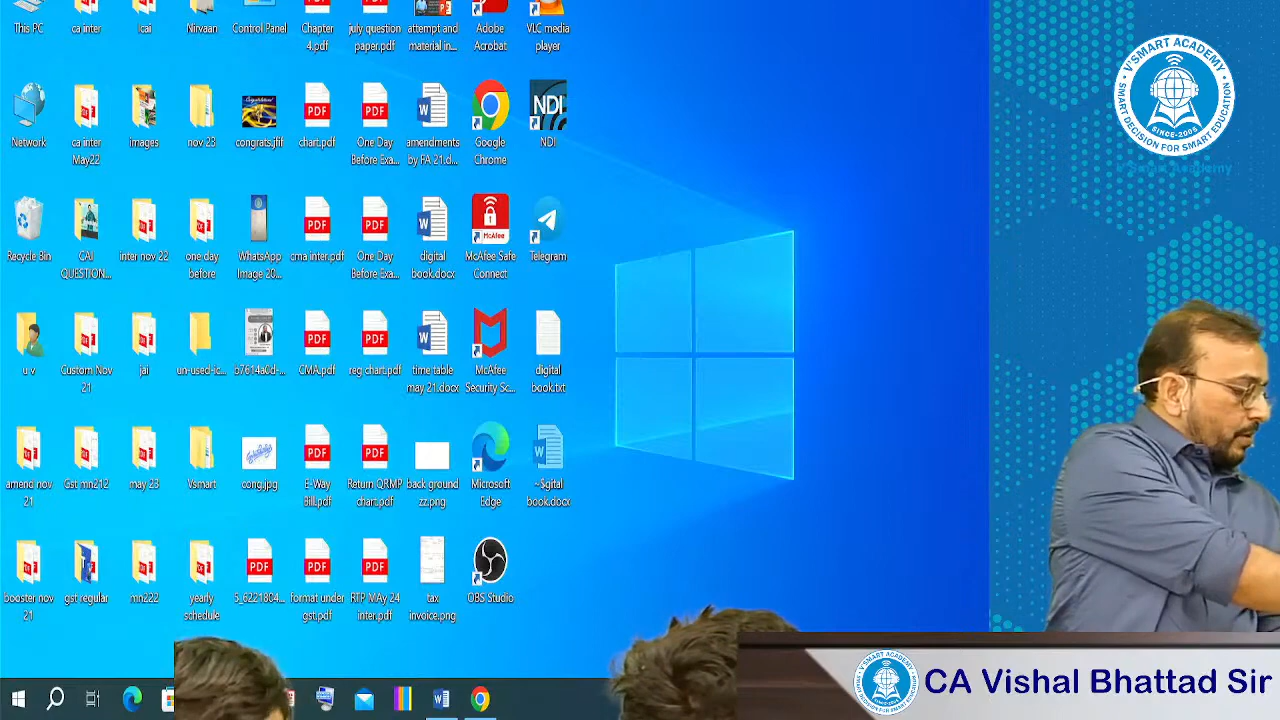 This PC
ca inter
icai
Nirvaan
Control Panel
Chapter
4.pdf
july question
paper.pdf
attempt and
material in...
Adobe
Acrobat
VLC media
player
Network
ca inter
May22
images
nov 23
congrats.jfif
chart.pdf
One Day
Before Exa...
amendments
by FA 21.d...
Google
Chrome
NDI
NDI
Recycle Bin
CAI
QUESTION...
inter nov 22
one day
before
WhatsApp
Image 20...
cma inter.pdf
One Day
Before Exa...
digital
book.docx
McAfee
McAfee Safe
Connect
Telegram
u v
Custom Nov
21
jai
un-used-ic...
b7614a0d-...
CMA.pdf
reg chart.pdf
time table
may 21.docx
McAfee
Security Sc...
digital
book.txt
amend nov
21
Gst mn212
may 23
Vsmart
cong.jpg
E-Way
Bill.pdf
Return QRMP
chart.pdf
back ground
zz.png
Microsoft
Edge
~$gital
book.docx
booster nov
21
gst regular
mn222
yearly
schedule
5_6221804...
format under
gst.pdf
RTP MAy 24
inter.pdf
tax
invoice.png
OBS Studio
V'SMART ACADEMY
SINCE-2005
SMART DECISION FOR SMART EDUCATION
V'Smart Academy
CA Vishal Bhattad Sir